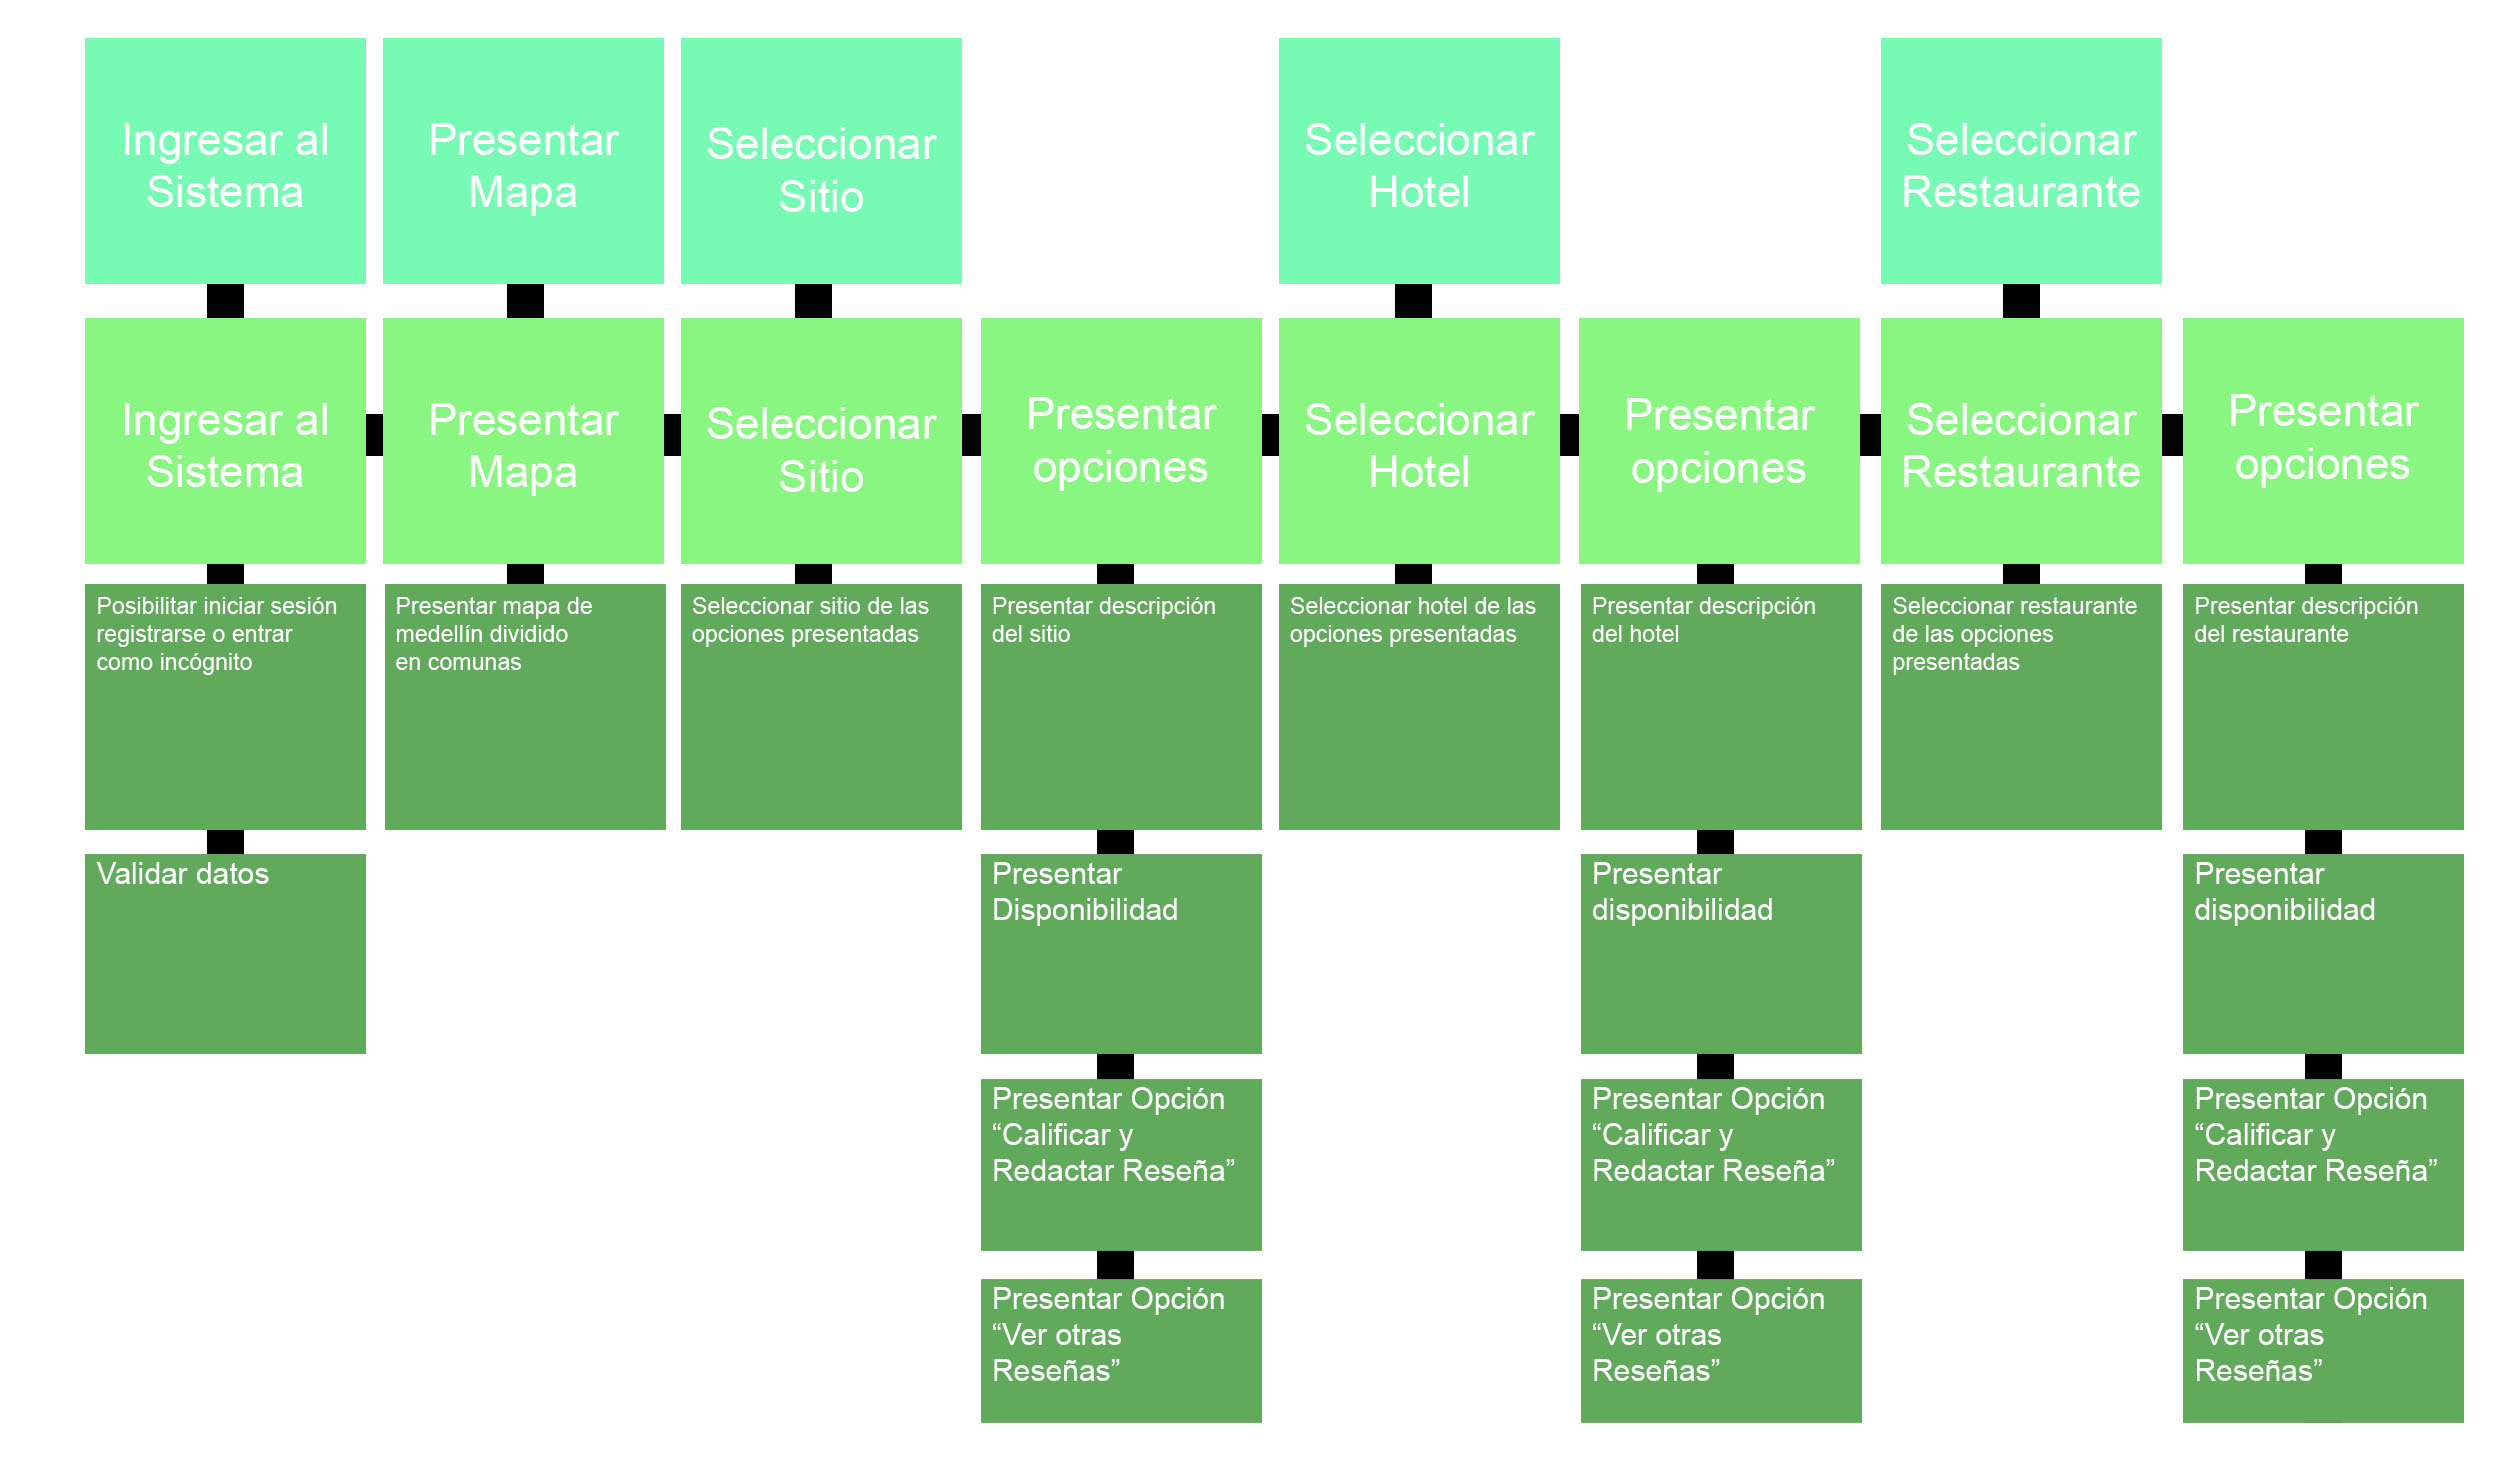 Ingresar al
Sistema
Presentar
Mapa
Seleccionar
Sitio
Seleccionar
Hotel
Seleccionar
Restaurante
Ingresar al
Sistema
Presentar
Mapa
Seleccionar
Sitio
Presentar
opciones
Seleccionar
Hotel
Presentar
opciones
Seleccionar
Restaurante
Presentar
opciones
Posibilitar iniciar sesión
registrarse o entrar
como incógnito
Presentar mapa de
medellín dividido
en comunas
Seleccionar sitio de las
opciones presentadas
Presentar descripción
del sitio
Seleccionar hotel de las
opciones presentadas
Presentar descripción
del hotel
Seleccionar restaurante
de las opciones
presentadas
Presentar descripción
del restaurante
Validar datos
Presentar
Disponibilidad
Presentar
disponibilidad
Presentar
disponibilidad
Presentar Opción
“Calificar y
Redactar Reseña”
Presentar Opción
“Calificar y
Redactar Reseña”
Presentar Opción
“Calificar y
Redactar Reseña”
Presentar Opción
“Ver otras
Reseñas”
Presentar Opción
“Ver otras
Reseñas”
Presentar Opción
“Ver otras
Reseñas”